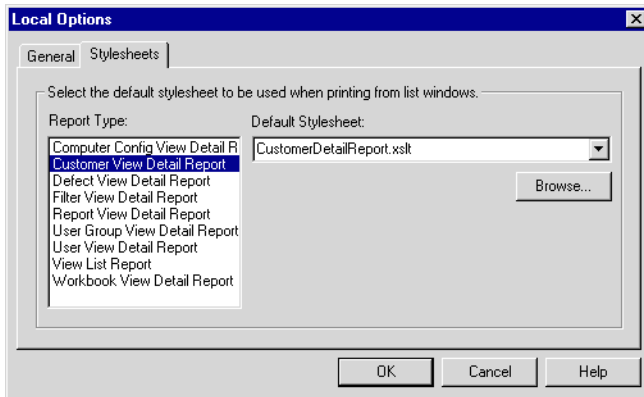 Local Options
General
Stylesheets
Select the default stylesheet to be used when printing from list windows.
Report Type:
Default Stylesheet:
Computer Config View Detail R
Customer View Detail Report
Defect View Detail Report
Filter View Detail Report
Report View Detail Report
User Group View Detail Report
User View Detail Report
View List Report
Workbook View Detail Report
CustomerDetailReport.xslt
Browse...
OK
Cancel
Help